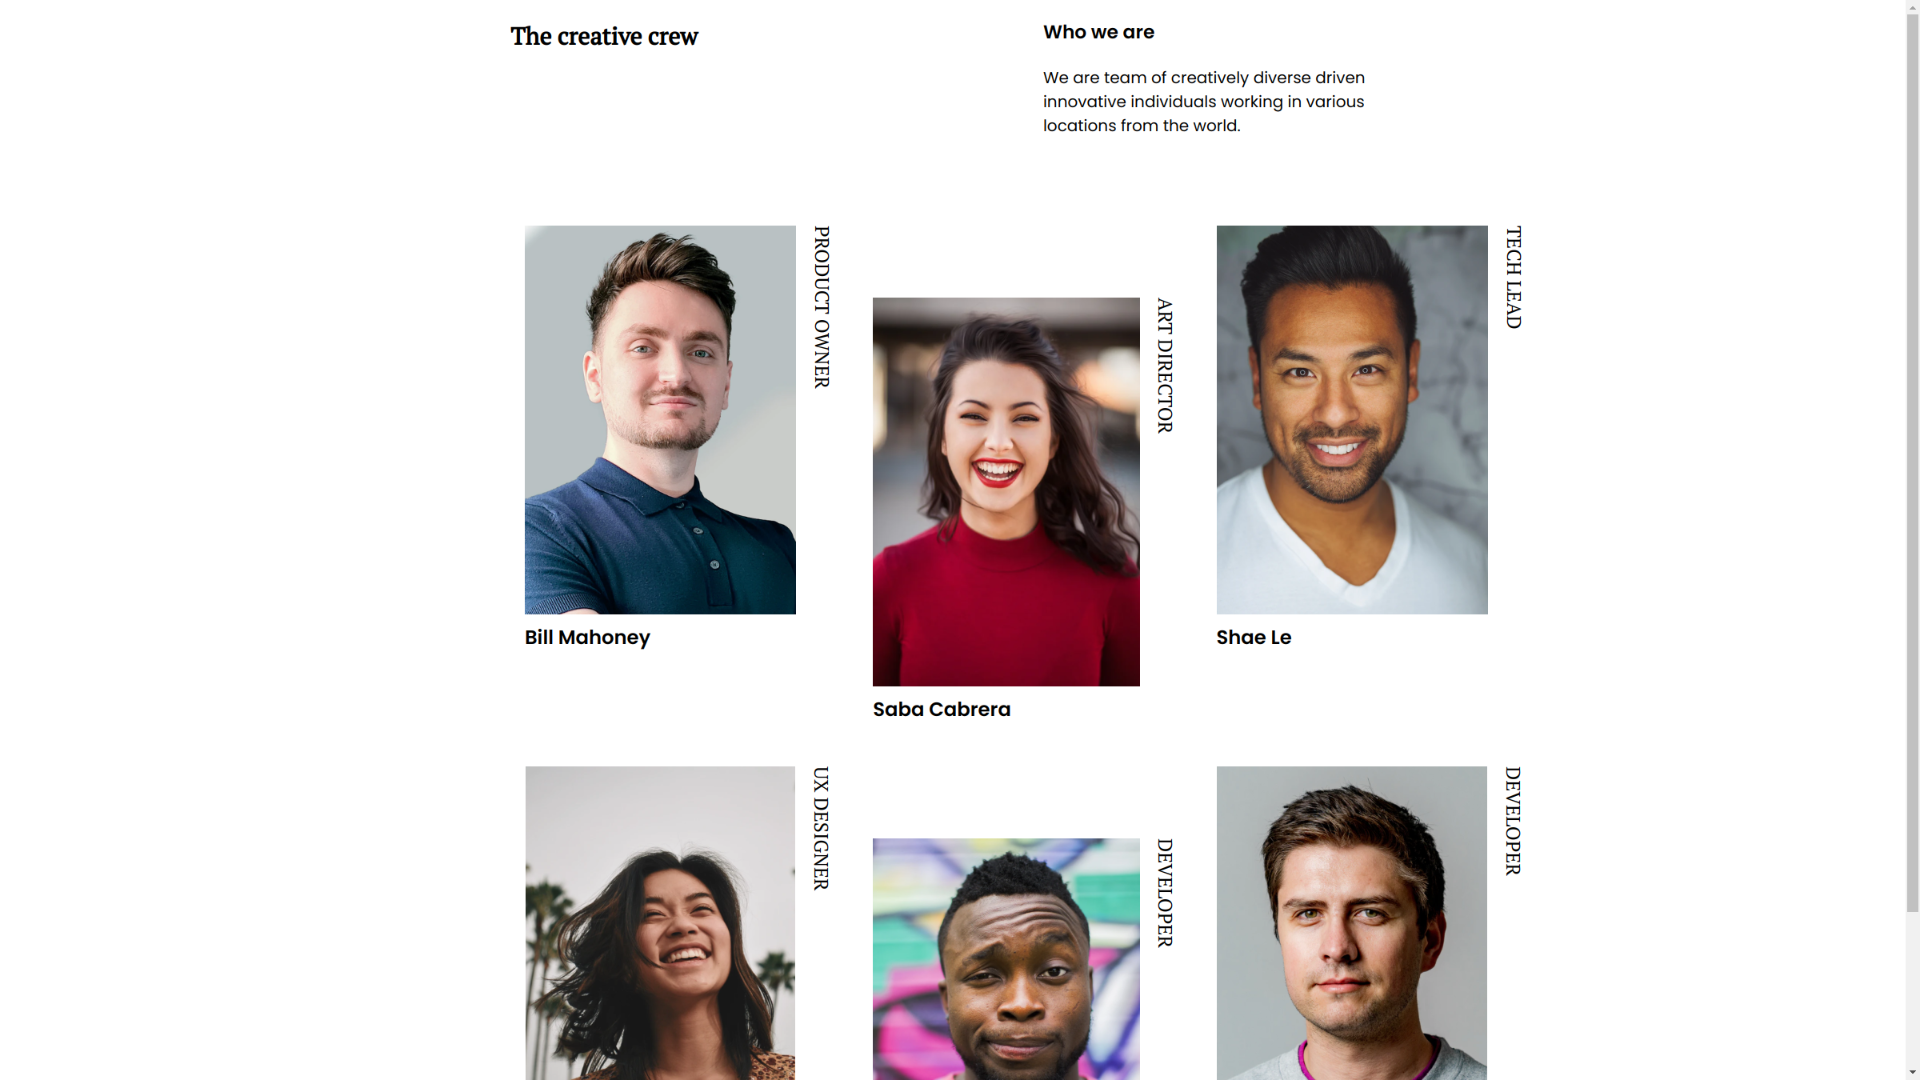 The creative crew
Who we are
We are team of creatively diverse driven
innovative individuals working in various
locations from the world.
PRODUCT OWNER
Bill Mahoney
ART DIRECTOR
Saba Cabrera
TECH LEAD
Shae Le
UX DESIGNER
DEVELOPER
DEVELOPER